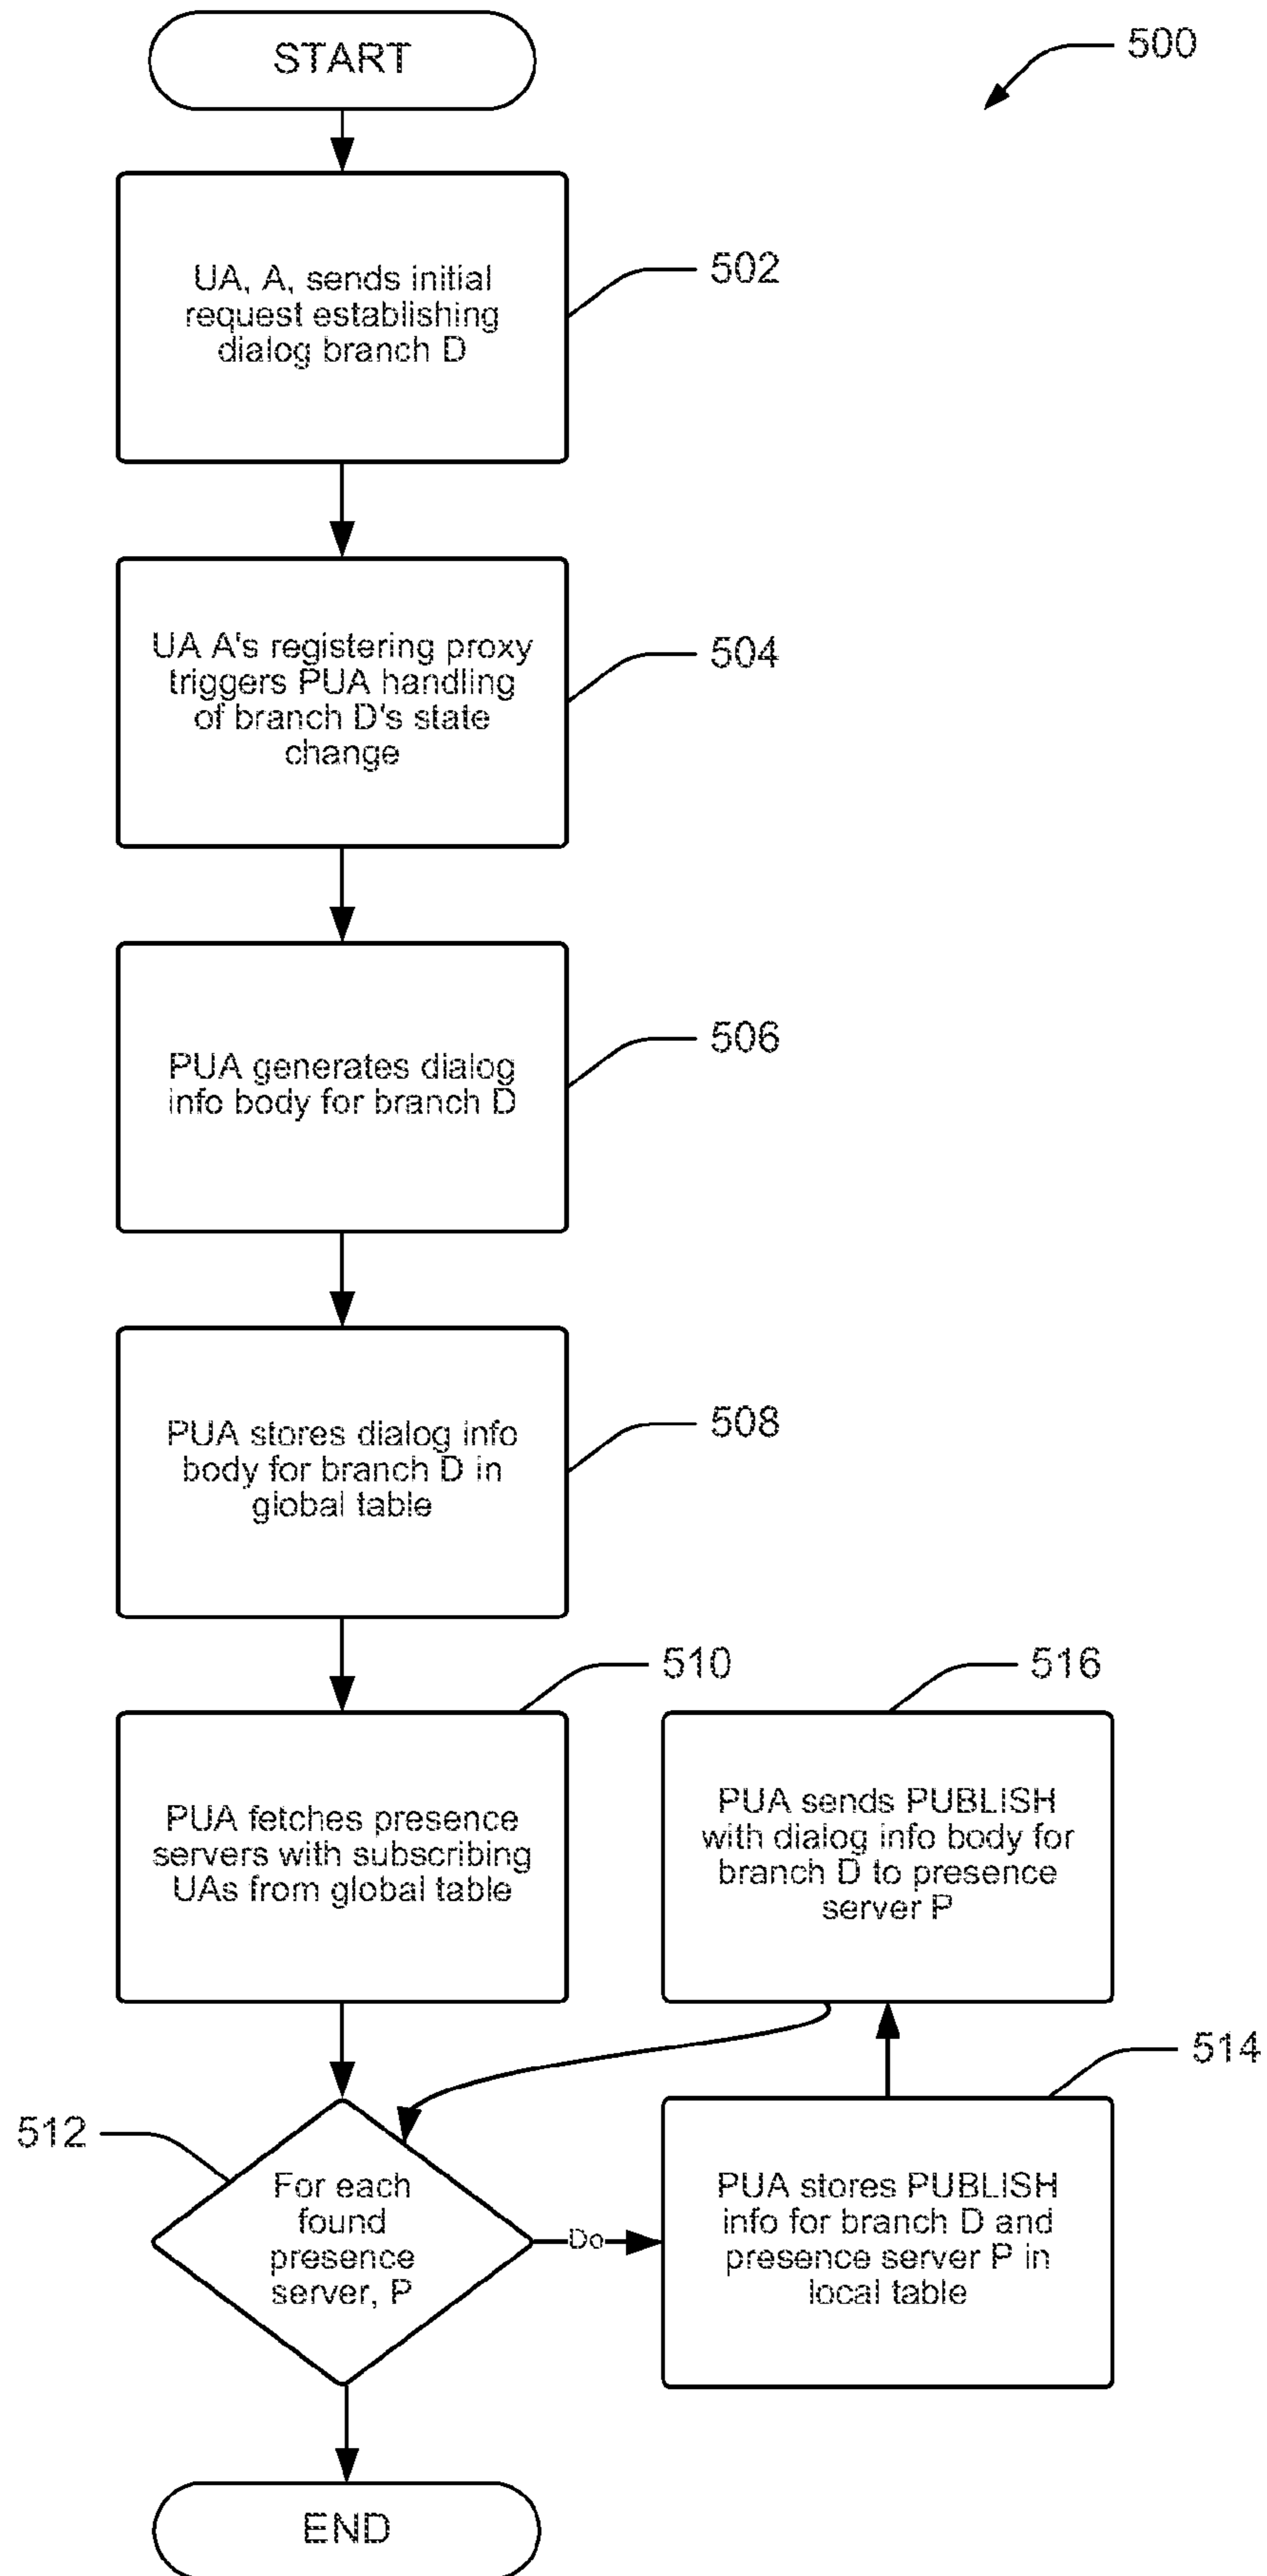 START
500
UA, A, sends initial
request establishing
dialog branch D
502
UA A's registering proxy
triggers PUA handling
of branch D's state
change
504
PUA generates dialog
info body for branch D
506
PUA stores dialog info
body for branch D in
global table
508
PUA fetches presence
servers with subscribing
UAs from global table
510
516
PUA sends PUBLISH
with dialog info body for
branch D to presence
server P
514
512
For each
found
presence
server, P
Do
PUA stores PUBLISH
info for branch D and
presence server P in
local table
END